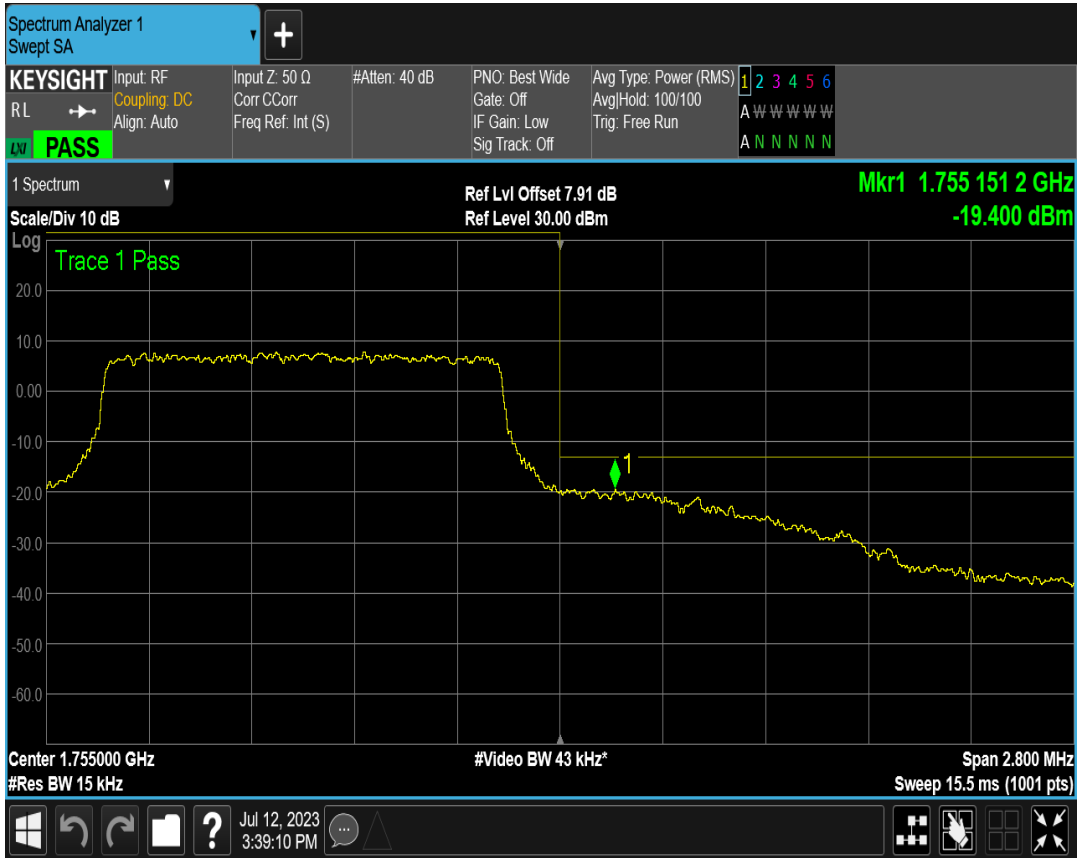 Spectrum Analyzer 1
Swept SA
+
KEYSIGHT
RL
LXI PASS
Input: RF
Coupling: DC
Align: Auto
Input Z: 50 Ω
Corr CCorr
Freq Ref: Int (S)
#Atten: 40 dB
PNO: Best Wide
Gate: Off
IF Gain: Low
Sig Track: Off
Avg Type: Power (RMS)
Avg|Hold: 100/100
Trig: Free Run
1 2 3 4 5 6
A W W W W W
A N N N N N
1 Spectrum
Scale/Div 10 dB
Ref Lvl Offset 7.91 dB
Ref Level 30.00 dBm
Mkr1 1.755 151 2 GHz
-19.400 dBm
Log
Trace 1 Pass
20.0
10.0
0.00
-10.0
1
-20.0
-30.0
-40.0
-50.0
-60.0
Center 1.755000 GHz
#Video BW 43 kHz*
Span 2.800 MHz
#Res BW 15 kHz
Sweep 15.5 ms (1001 pts)
?
Jul 12, 2023
3:39:10 PM